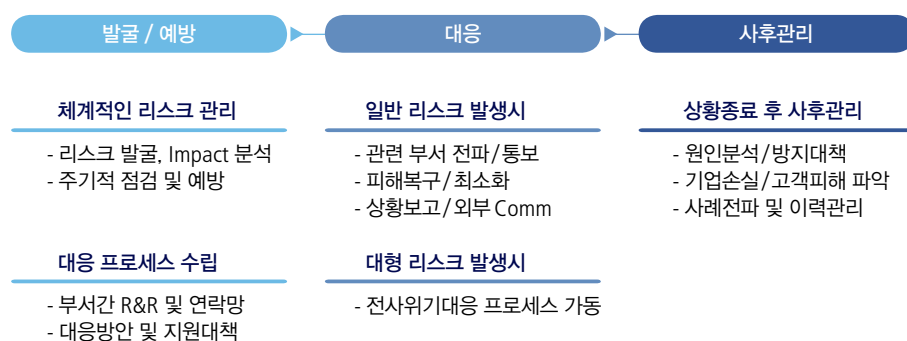 발굴 / 예방
대응
사후관리
체계적인 리스크 관리
- 리스크 발굴, Impact 분석
- 주기적 점검 및 예방
대응 프로세스 수립
- 부서간 R&R 및 연락망
- 대응방안 및 지원대책
일반 리스크 발생시
- 관련 부서 전파/통보
- 피해복구/최소화
- 상황보고/외부 Comm
대형 리스크 발생시
- 전사위기대응 프로세스 가동
상황종료 후 사후관리
- 원인분석/방지대책
- 기업손실/고객피해 파악
- 사례전파 및 이력관리